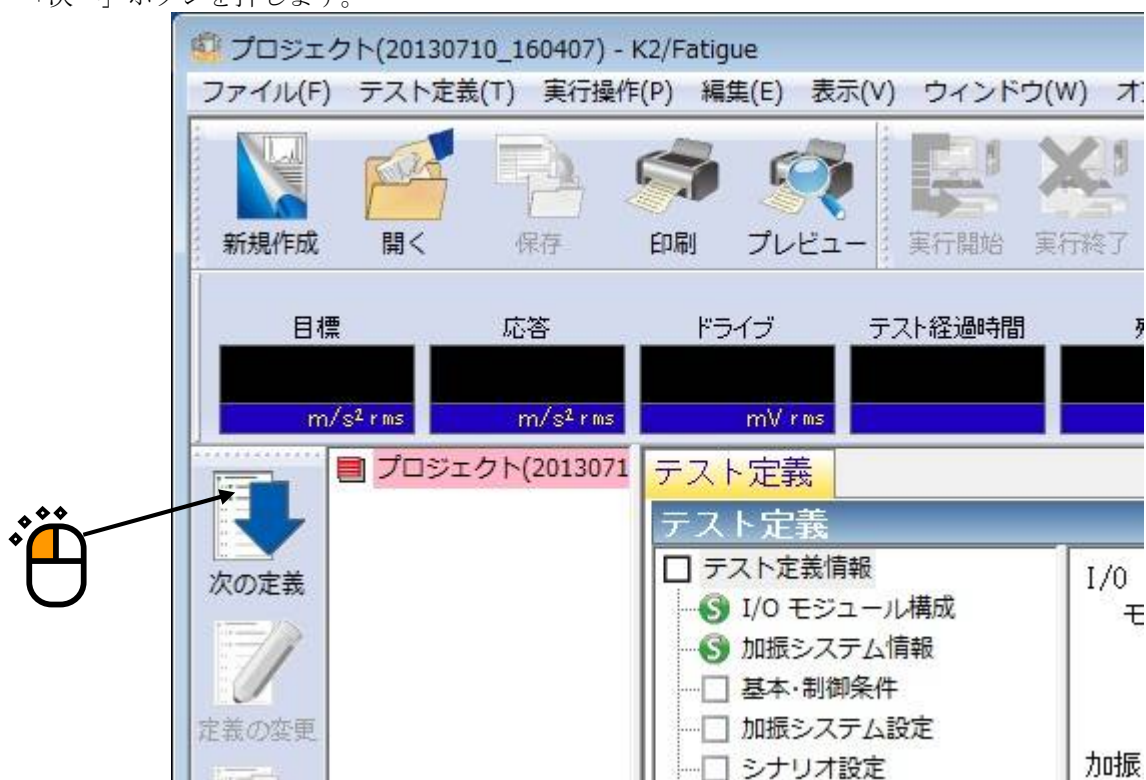 ボタンを押します。
プロジェクト(20130710_160407) - K2/Fatigue
ファイル(F) テスト定義(T) 実行操作(P) 編集(E) 表示(V) ウィンドウ(W)
新規作成 開く 保存 印刷 プレビュー 実行開始 実行終了
目標 応答 ドライブ テスト経過時間
m/s² rms m/s² rms mV rms
プロジェクト(2013071
テスト定義
テスト定義
次の定義
定義の変更
テスト定義情報
I/O モジュール構成
加振システム情報
基本・制御条件
加振システム設定
シナリオ設定
I/O
モ
加振